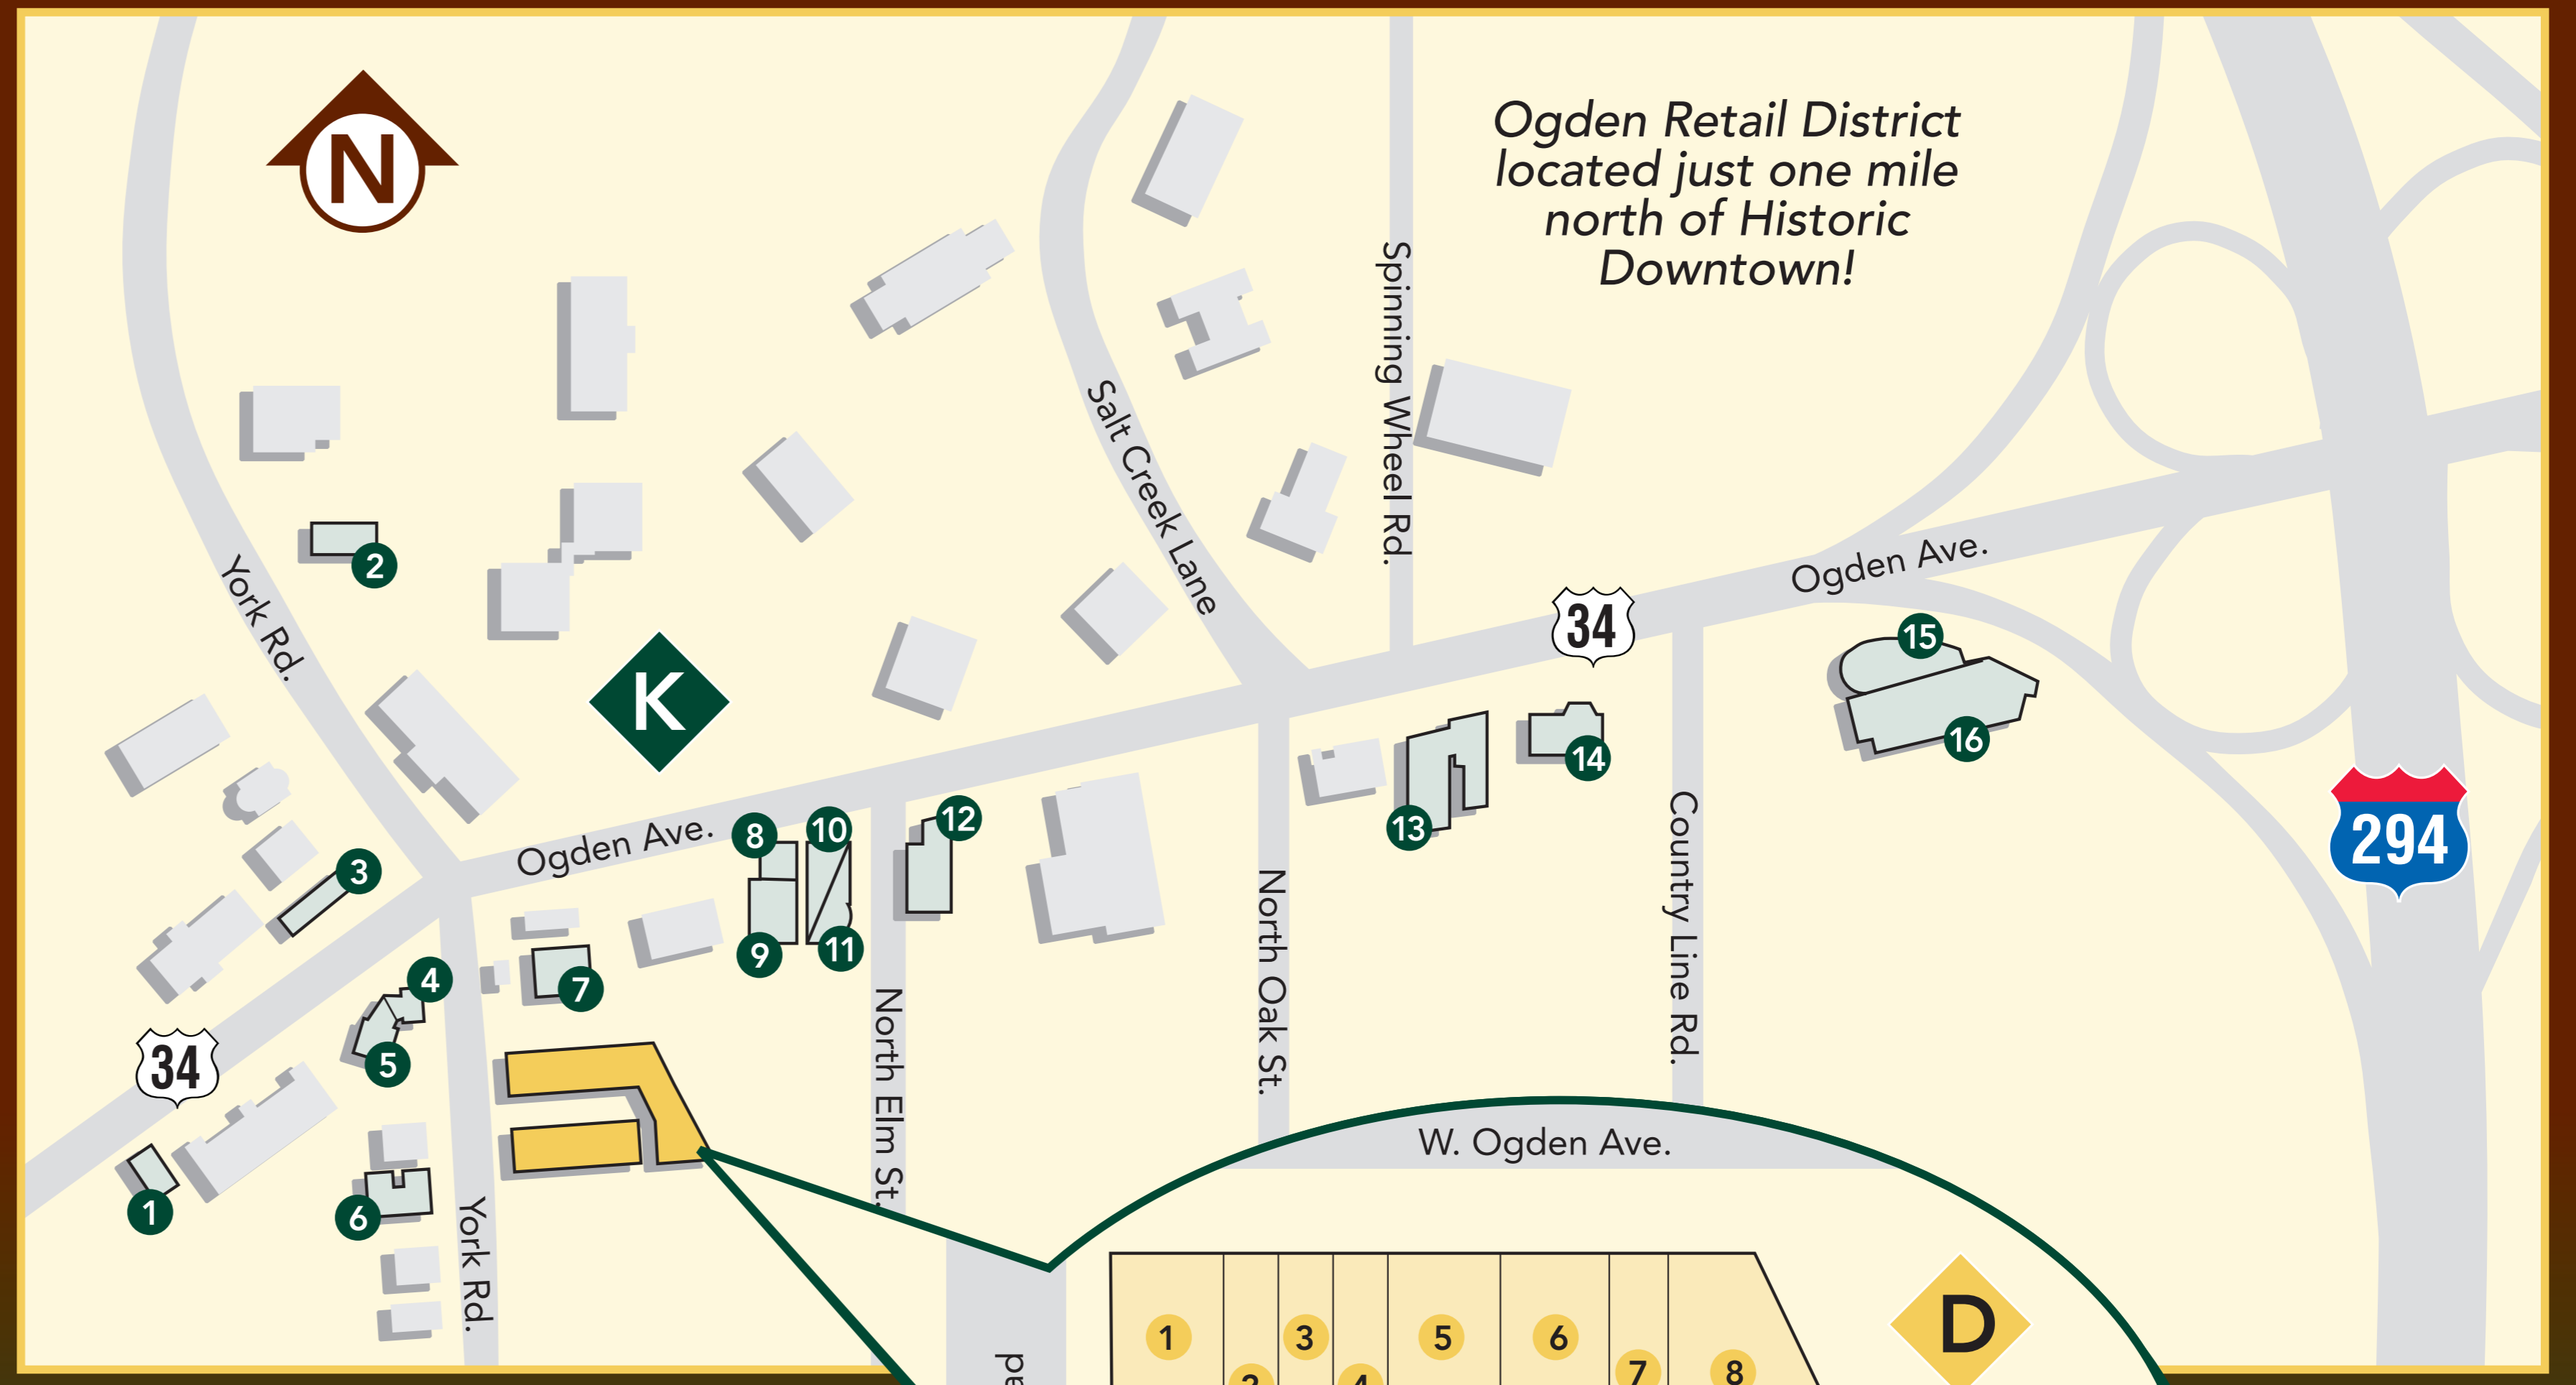 N
Ogden Retail District
located just one mile
north of Historic
Downtown!
Spinning Wheel Rd.
Salt Creek Lane
York Rd.
2
K
34
Ogden Ave.
15
16
14
13
294
Country Line Rd.
North Oak St.
12
10
8
Ogden Ave.
9
11
3
4
7
5
34
North Elm St.
1
6
York Rd.
W. Ogden Ave.
D
1
3
5
6
7
8